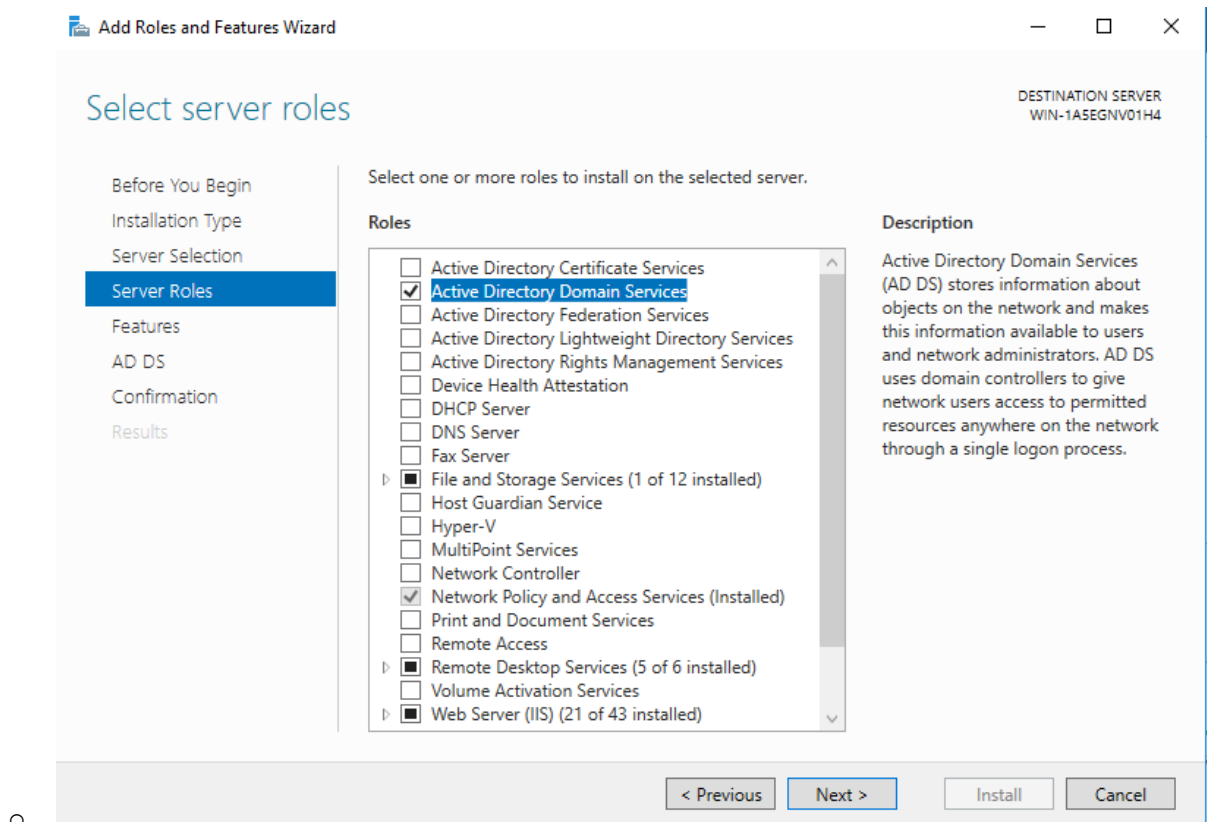 Add Roles and Features Wizard
Select server roles
DESTINATION SERVER
WIN-1A5EGNV01H4
Before You Begin
Installation Type
Server Selection
Server Roles
Features
AD DS
Confirmation
Results
Select one or more roles to install on the selected server.
Roles
Active Directory Certificate Services
Active Directory Domain Services
Active Directory Federation Services
Active Directory Lightweight Directory Services
Active Directory Rights Management Services
Device Health Attestation
DHCP Server
DNS Server
Fax Server
File and Storage Services (1 of 12 installed)
Host Guardian Service
Hyper-V
MultiPoint Services
Network Controller
Network Policy and Access Services (Installed)
Print and Document Services
Remote Access
Remote Desktop Services (5 of 6 installed)
Volume Activation Services
Web Server (IIS) (21 of 43 installed)
Description
Active Directory Domain Services
(AD DS) stores information about
objects on the network and makes
this information available to users
and network administrators. AD DS
uses domain controllers to give
network users access to permitted
resources anywhere on the network
through a single logon process.
< Previous
Next >
Install
Cancel